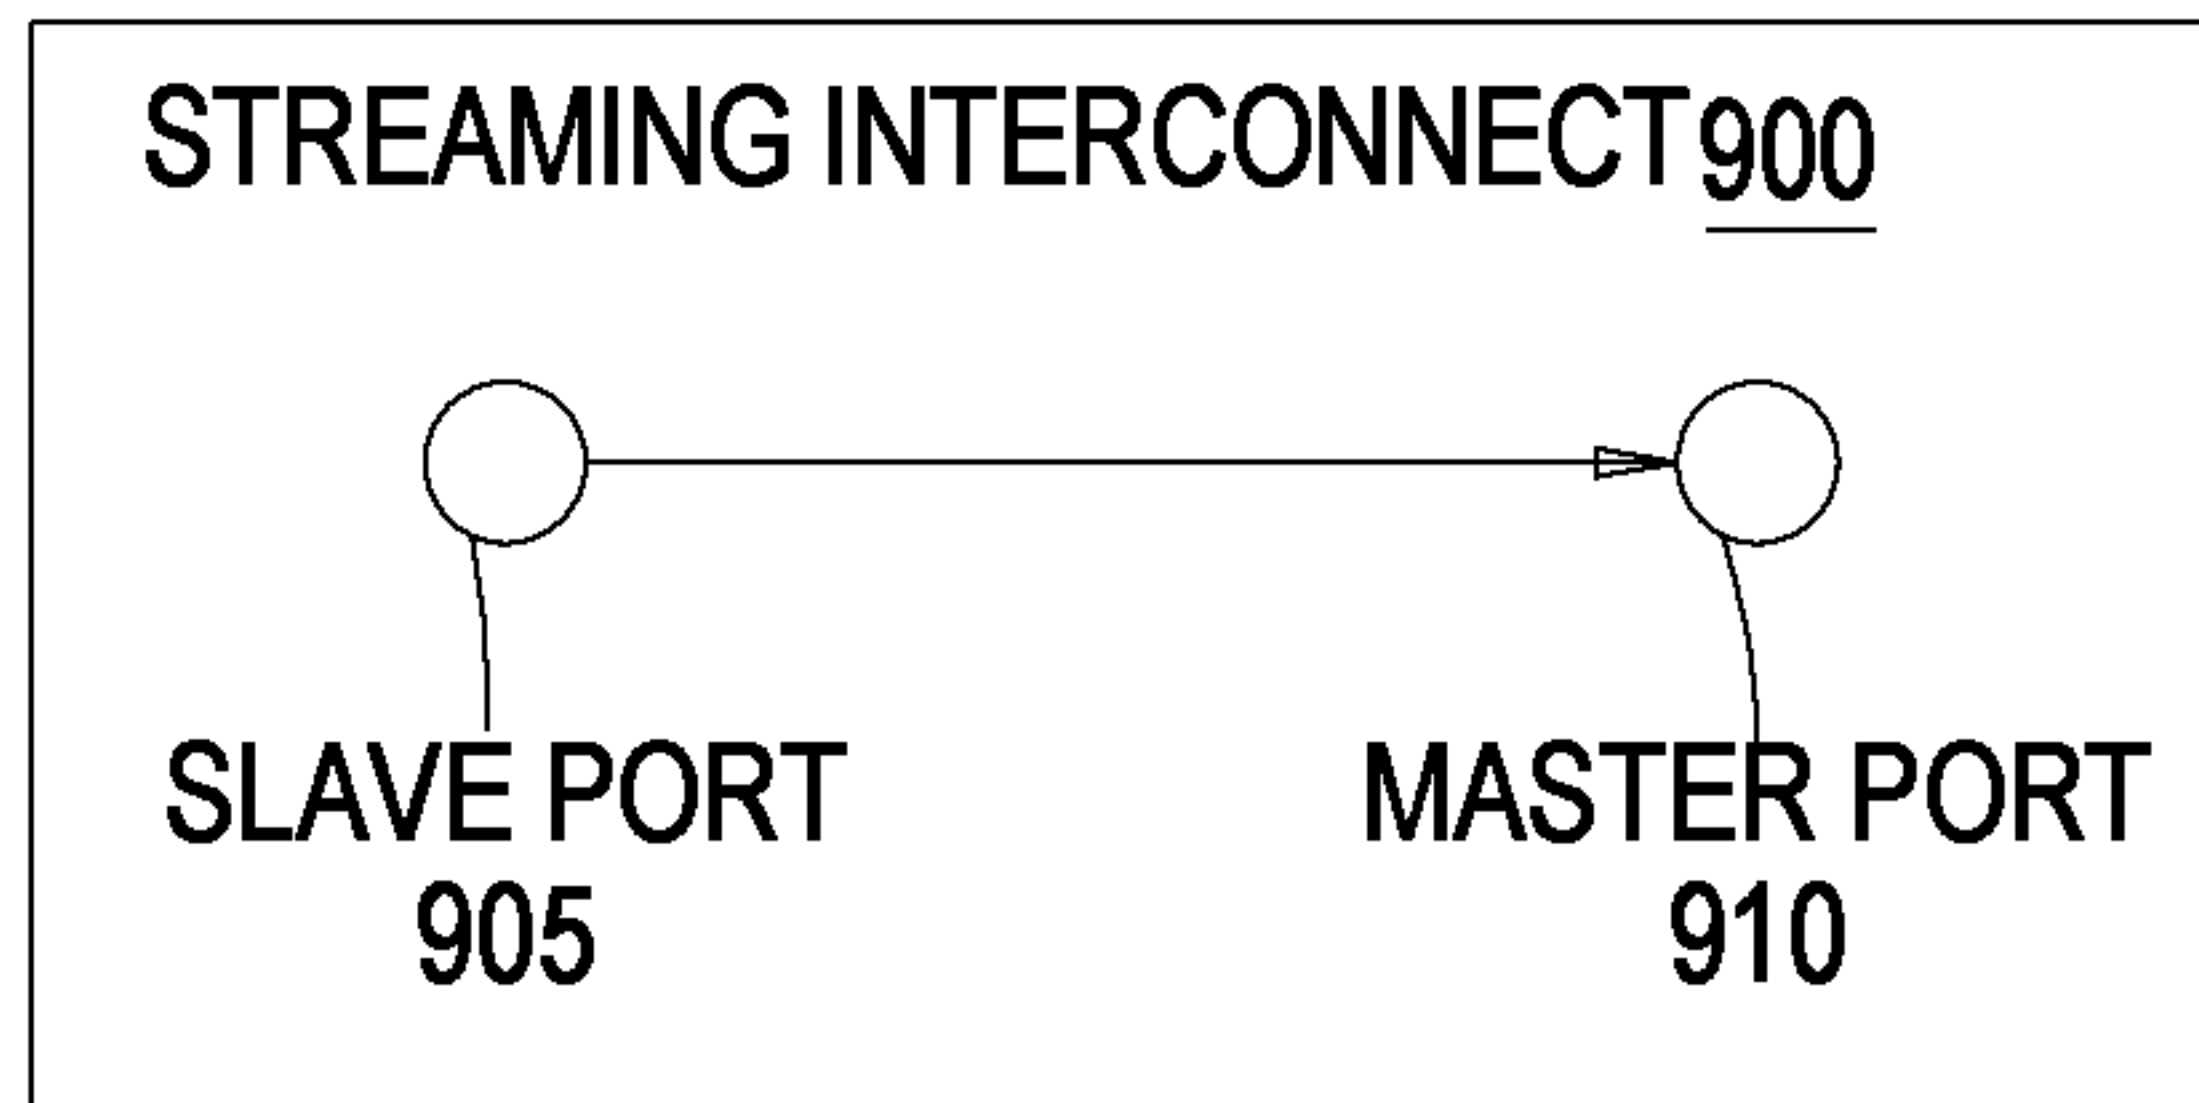 STREAMING INTERCONNECT 900
SLAVE PORT
905
MASTER PORT
910